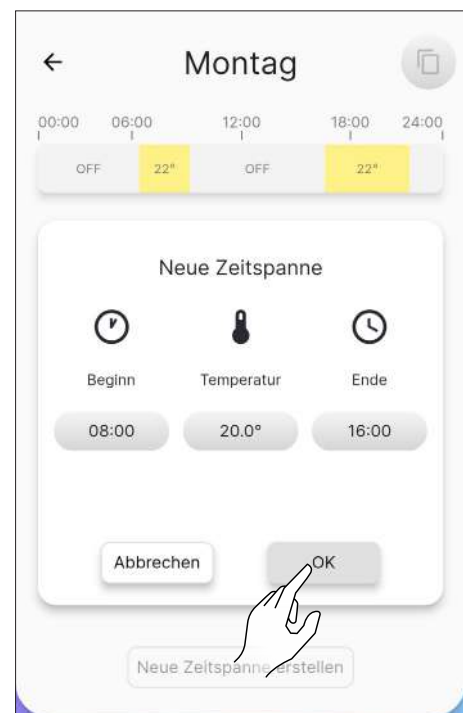 Montag
00:00 06:00 12:00 18:00 24:00
OFF 22° OFF 22°
Neue Zeitspanne
Beginn Temperatur Ende
08:00 20.0° 16:00
Abbrechen OK
Neue Zeitspanne erstellen